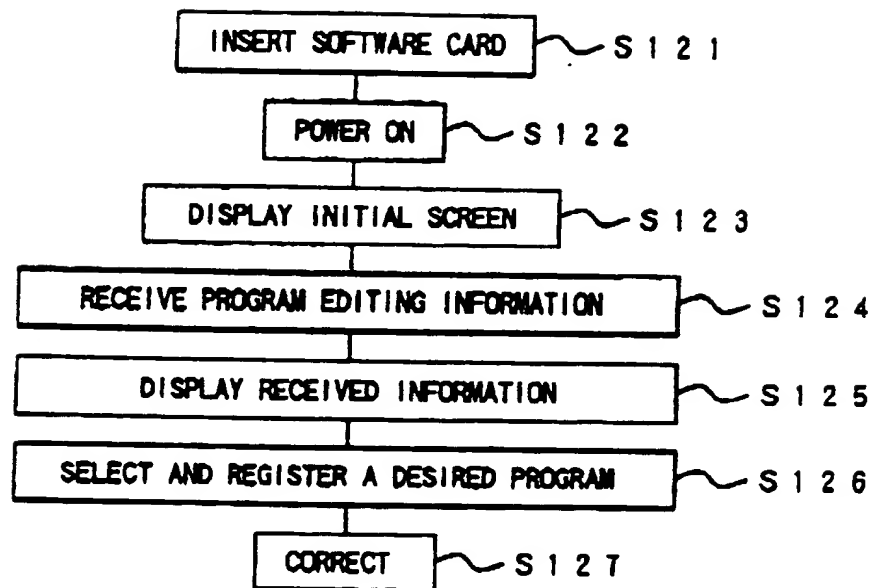 INSERT SOFTWARE CARD S121
POWER ON S122
DISPLAY INITIAL SCREEN S123
RECEIVE PROGRAM EDITING INFORMATION S124
DISPLAY RECEIVED INFORMATION S125
SELECT AND REGISTER A DESIRED PROGRAM S126
CORRECT S127